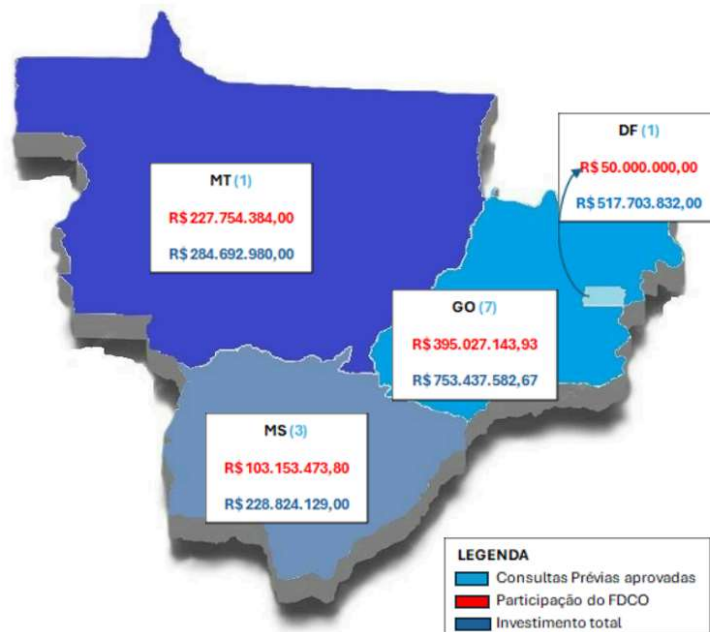 DF (1)
R$ 50.000.000,00
R$ 517.703.832,00
MT (1)
R$ 227.754.384,00
R$ 284.692.980,00
GO (7)
R$ 395.027.143,93
R$ 753.437.582,67
MS (3)
R$ 103.153.473,80
R$ 228.824.129,00
LEGENDA
Consultas Prévias aprovadas
Participação do FDCO
Investimento total